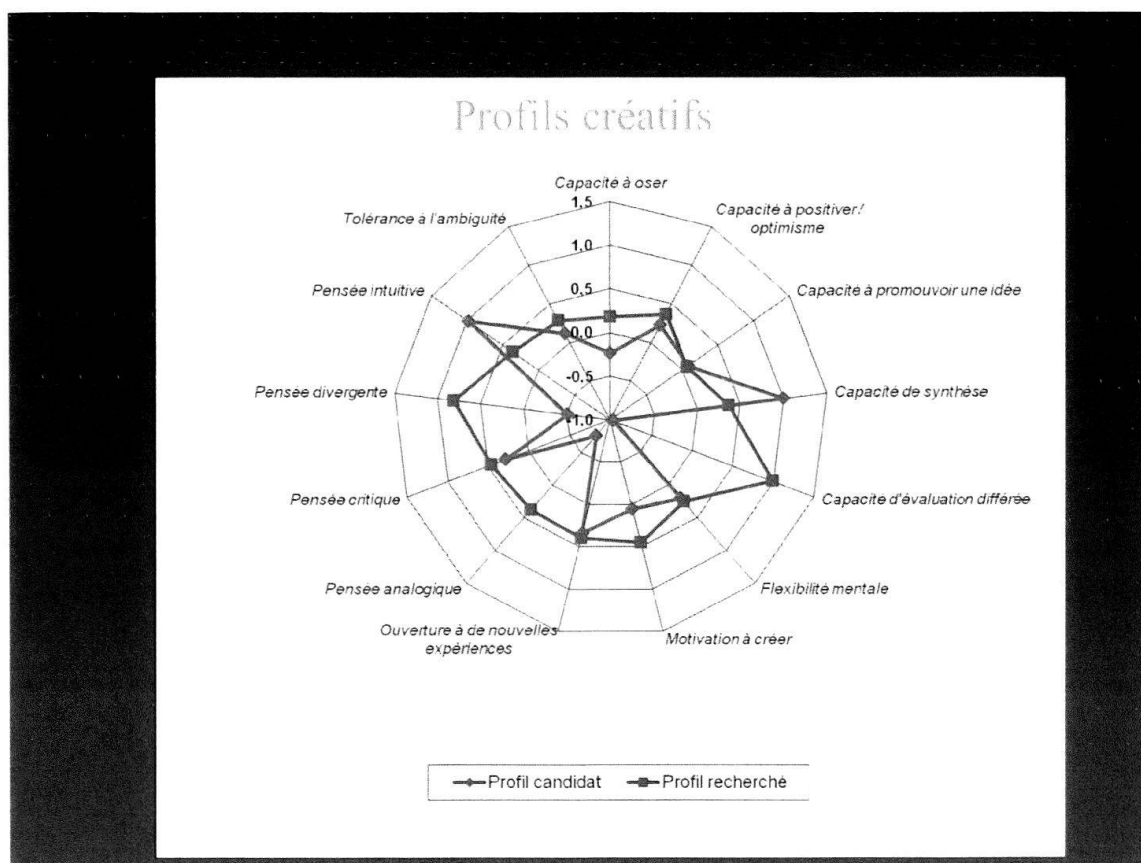 Profils créatifs
Capacité à oser
1,5
Tolérance à l'ambiguité
Capacité à positiver/
optimisme
1,0
Pensée intuitive
Capacité à promouvoir une idée
0,5
0,0
Pensée divergente
Capacité de synthèse
-0,5
-1,0
Pensée critique
Capacité d'évaluation différée
Pensée analogique
Flexibilité mentale
Ouverture à de nouvelles
expériences
Motivation à créer
Profil candidat
Profil recherché